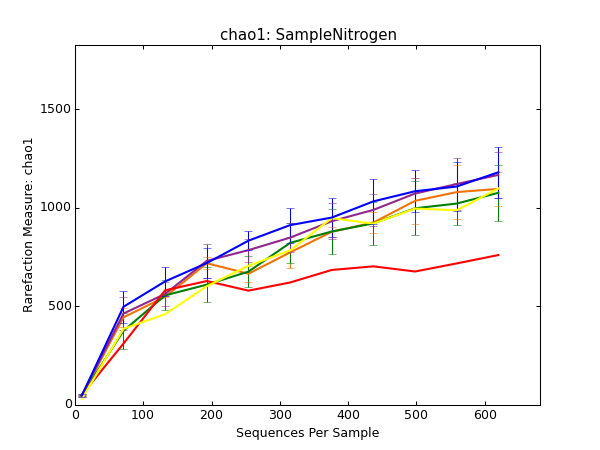 chao1: SampleNitrogen
Rarefaction Measure: chao1
1500
1000
500
0
0 100 200 300 400 500 600
Sequences Per Sample